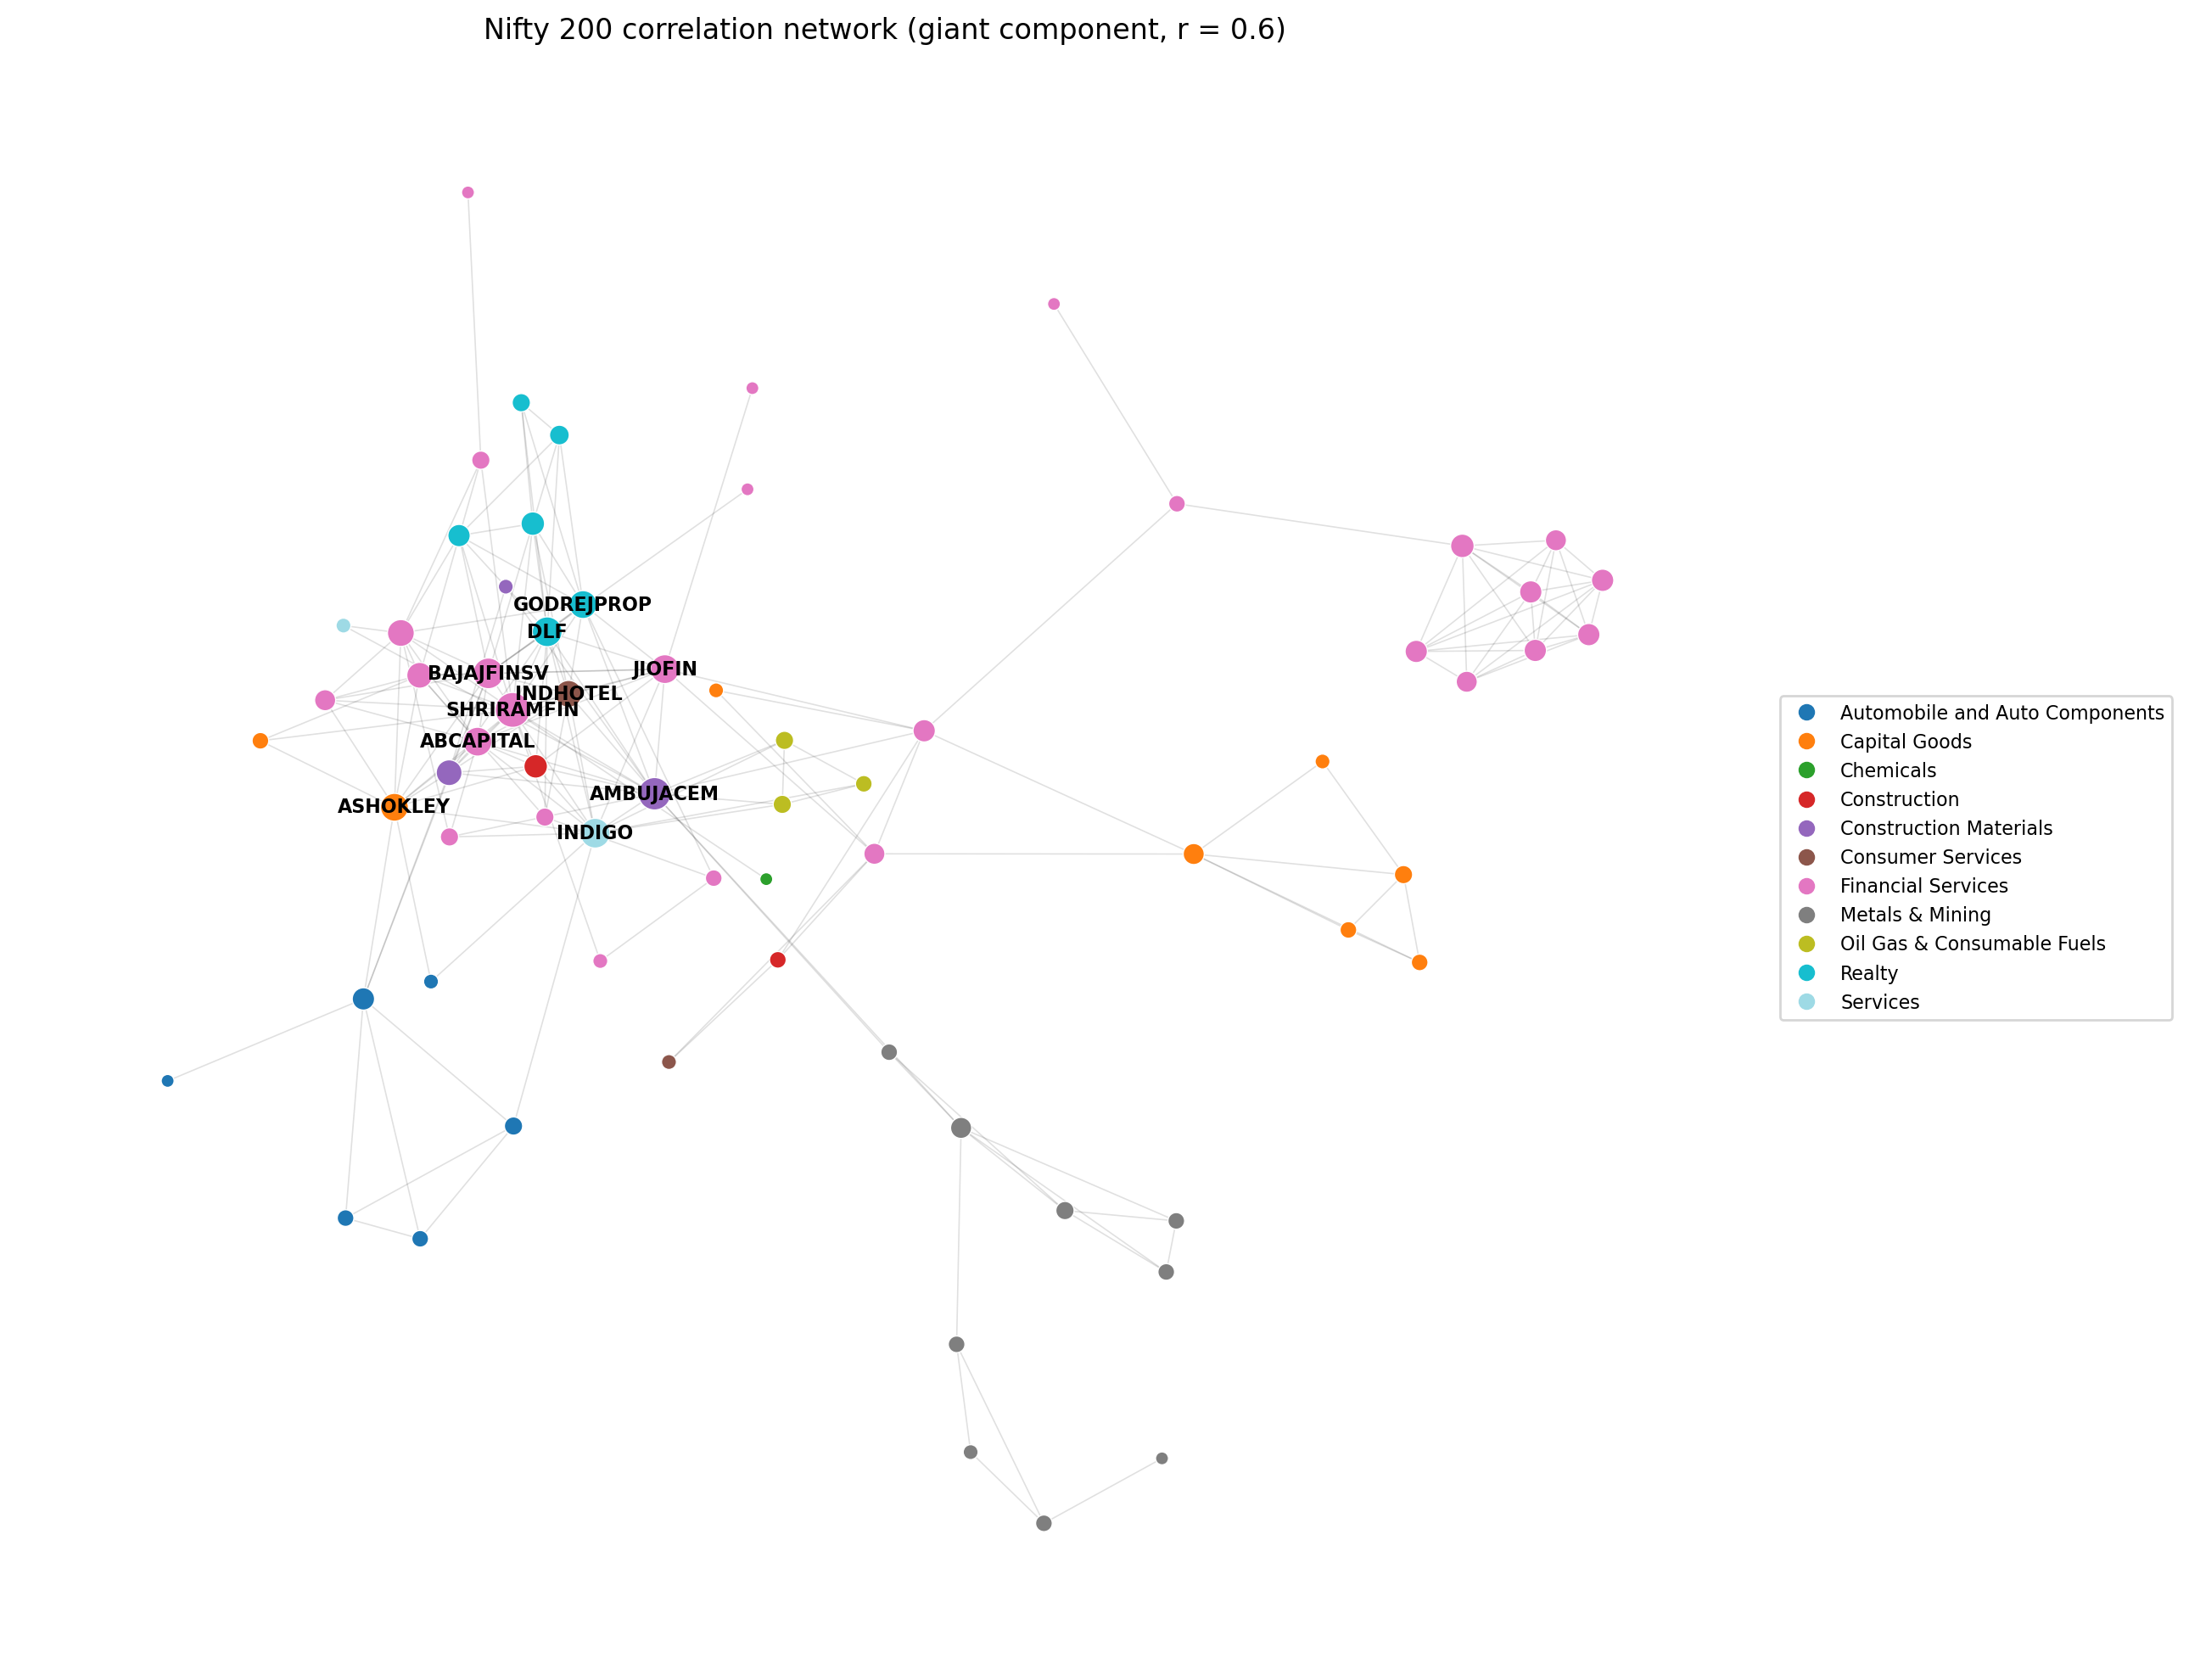 Nifty 200 correlation network (giant component, r = 0.6)
GODREJPROP
DLF
BAJAJFINSV
JIOFIN
INDHOTEL
SHRIRAMFIN
ABCAPITAL
AMBUJACEM
ASHOKLEY
INDIGO
Automobile and Auto Components
Capital Goods
Chemicals
Construction
Construction Materials
Consumer Services
Financial Services
Metals & Mining
Oil Gas & Consumable Fuels
Realty
Services